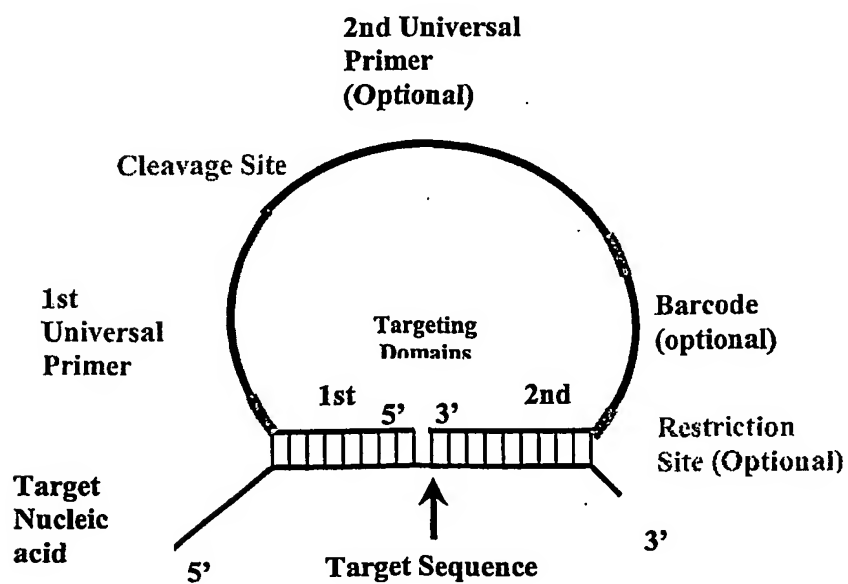 2nd Universal
Primer
(Optional)
Cleavage Site
1st
Universal
Primer
Targeting
Domains
Barcode
(optional)
1st
5’
3’
2nd
Restriction
Site (Optional)
Target
Nucleic
acid
5’
Target Sequence
3’